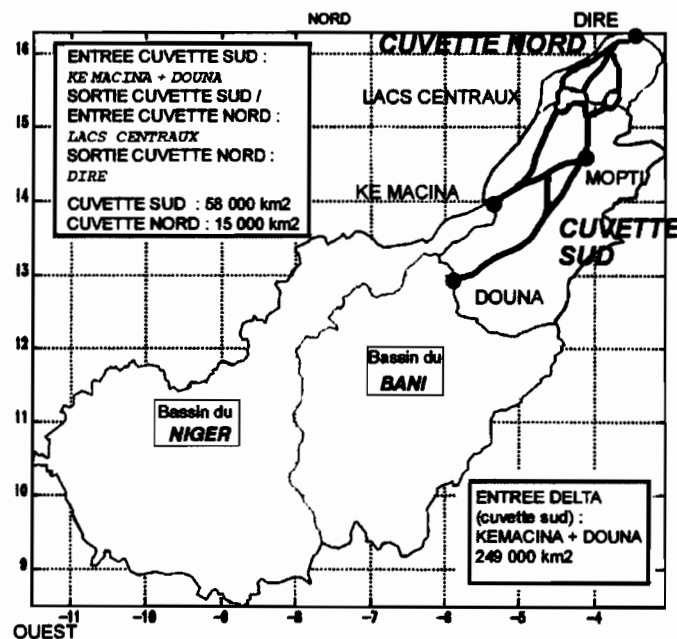 NORD
DIRE
CUVETTE NORD
ENTREE CUVETTE SUD :
KE MACINA + DOUNA
SORTIE CUVETTE SUD /
ENTREE CUVETTE NORD :
LACS CENTRAUX
SORTIE CUVETTE NORD :
DIRE
CUVETTE SUD : 58 000 km2
CUVETTE NORD : 15 000 km2
LACS CENTRAUX
MOPTI
KE MACINA
CUVETTE
SUD
DOUNA
Bassin du
BANI
Bassin du
NIGER
ENTREE DELTA
(cuvette sud) :
KEMACINA + DOUNA
249 000 km2
16
15
14
13
12
11
10
9
-11 -10 -9 -8 -7 -6 -5 -4
OUEST